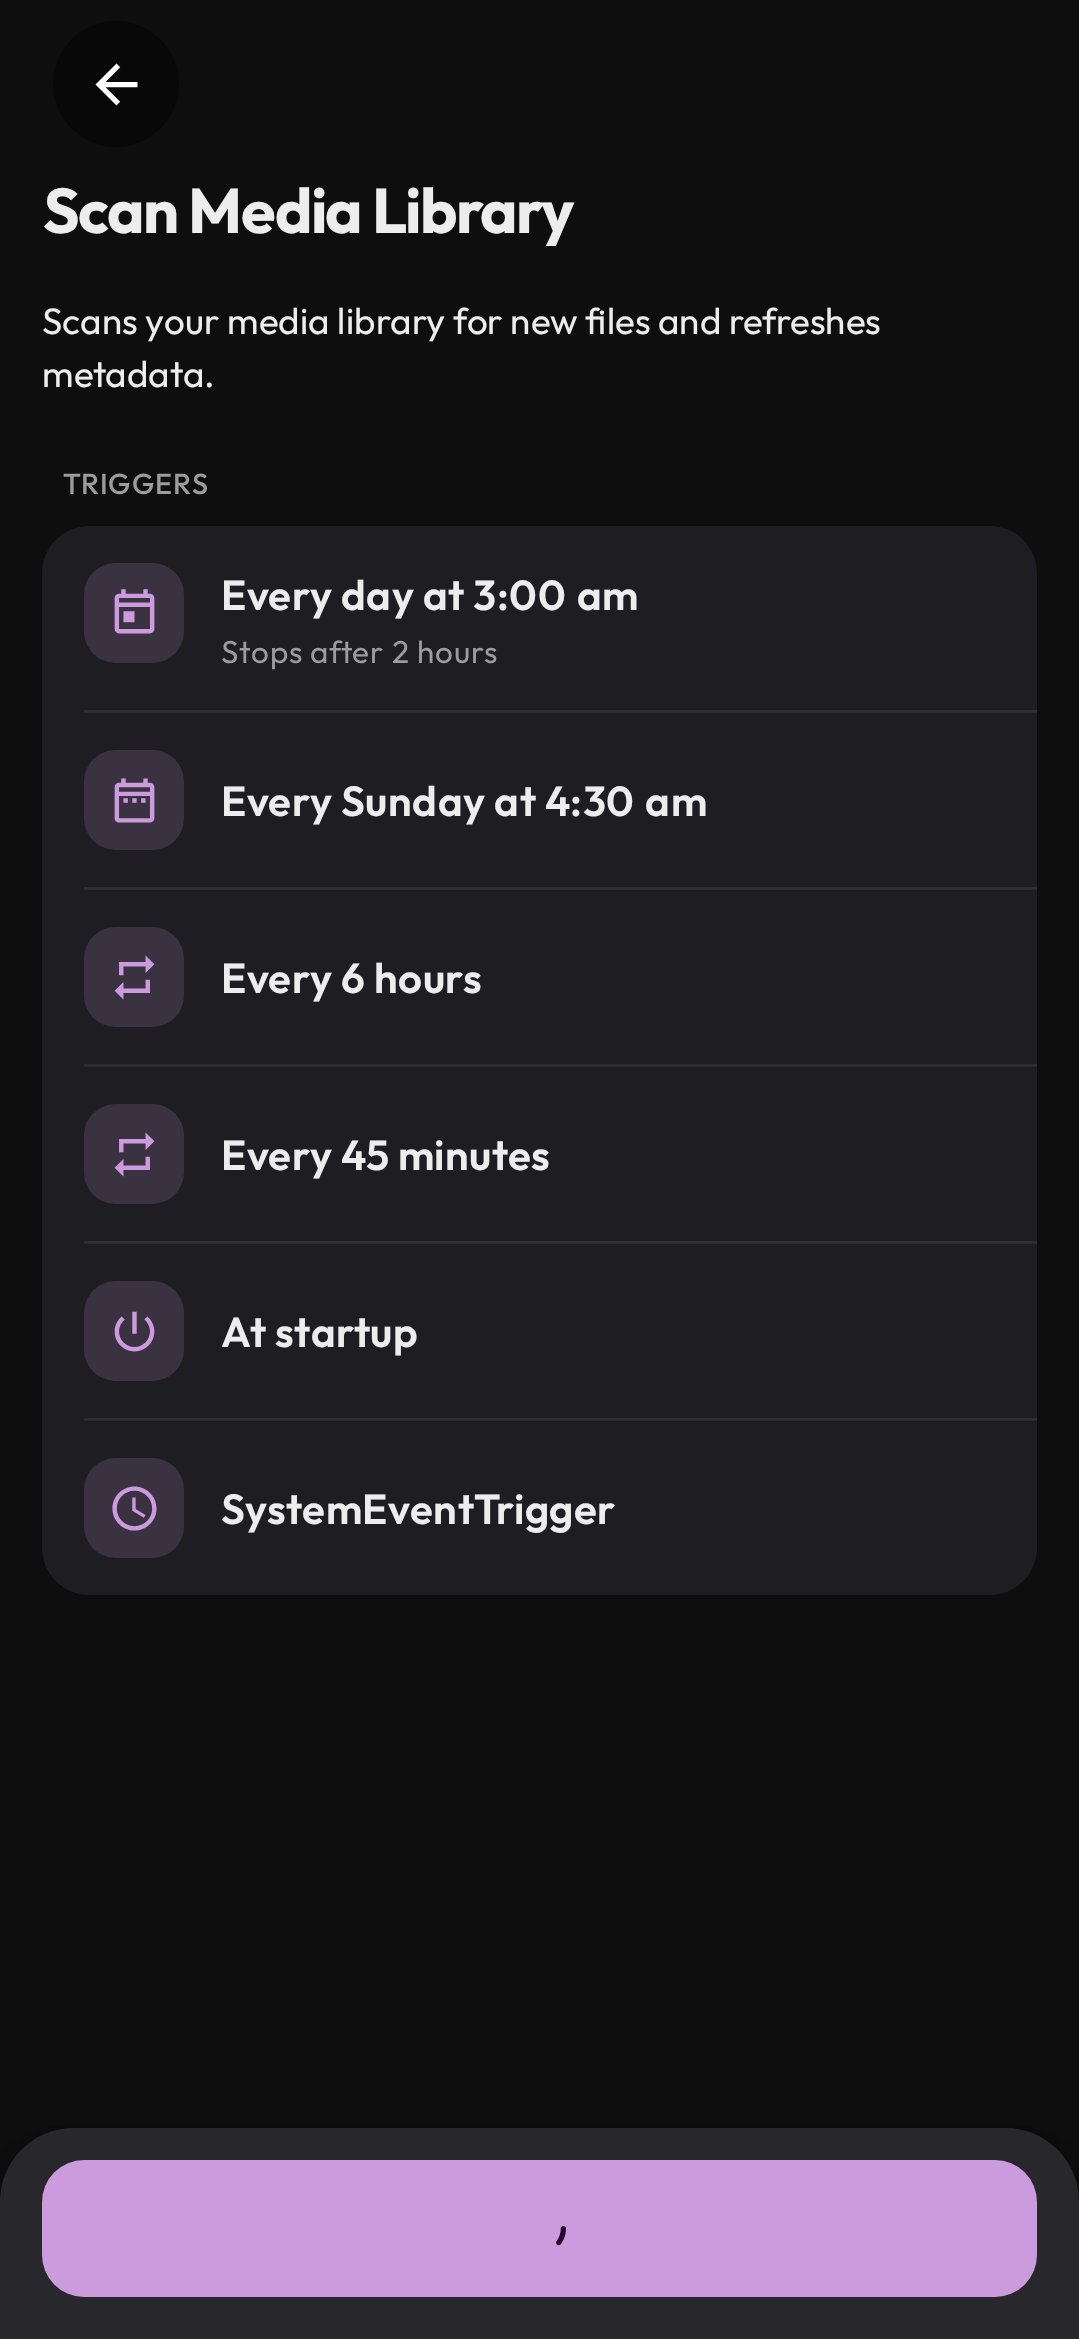 Scan Media Library
Scans your media library for new files and refreshes
metadata.
TRIGGERS
Every day at 3:00 am
Stops after 2 hours
Every Sunday at 4:30 am
Every 6 hours
Every 45 minutes
At startup
SystemEventTrigger